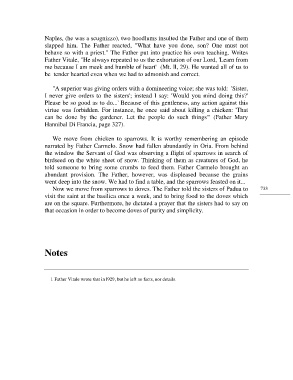 Naples, she was a scugnizzo), two hoodlums insulted the Father and one of them
slapped him. The Father reacted, "What have you done, son? One must not
behave so with a priest." The Father put into practice his own teaching. Writes
Father Vitale, "He always repeated to us the exhortation of our Lord, 'Learn from
me because I am meek and humble of heart" (Mt. II, 29). He wanted all of us to
be tender hearted even when we had to admonish and correct.
"A superior was giving orders with a domineering voice; she was told: 'Sister,
I never give orders to the sisters'; instead I say: 'Would you mind doing this?'
Please be so good as to do...' Because of this gentleness, any action against this
virtue was forbidden. For instance, he once said about killing a chicken: 'That
can be done by the gardener. Let the people do such things'" (Father Mary
Hannibal Di Francia, page 327).
We move from chicken to sparrows. It is worthy remembering an episode
narrated by Father Carmelo. Snow had fallen abundantly in Oria. From behind
the window the Servant of God was observing a flight of sparrows in search of
birdseed on the white sheet of snow. Thinking of them as creatures of God, he
told someone to bring some crumbs to feed them. Father Carmelo brought an
abundant provision. The Father, however, was displeased because the grains
went deep into the snow. We had to find a table, and the sparrows feasted on it...
Now we move from sparrows to doves. The Father told the sisters of Padua to
visit the saint at the basilica once a week, and to bring food to the doves which
are on the square. Furthermore, he dictated a prayer that the sisters had to say on
that occasion in order to become doves of purity and simplicity.
733
Notes
1. Father Vitale wrote this in 1929, but he left us facts, not details.